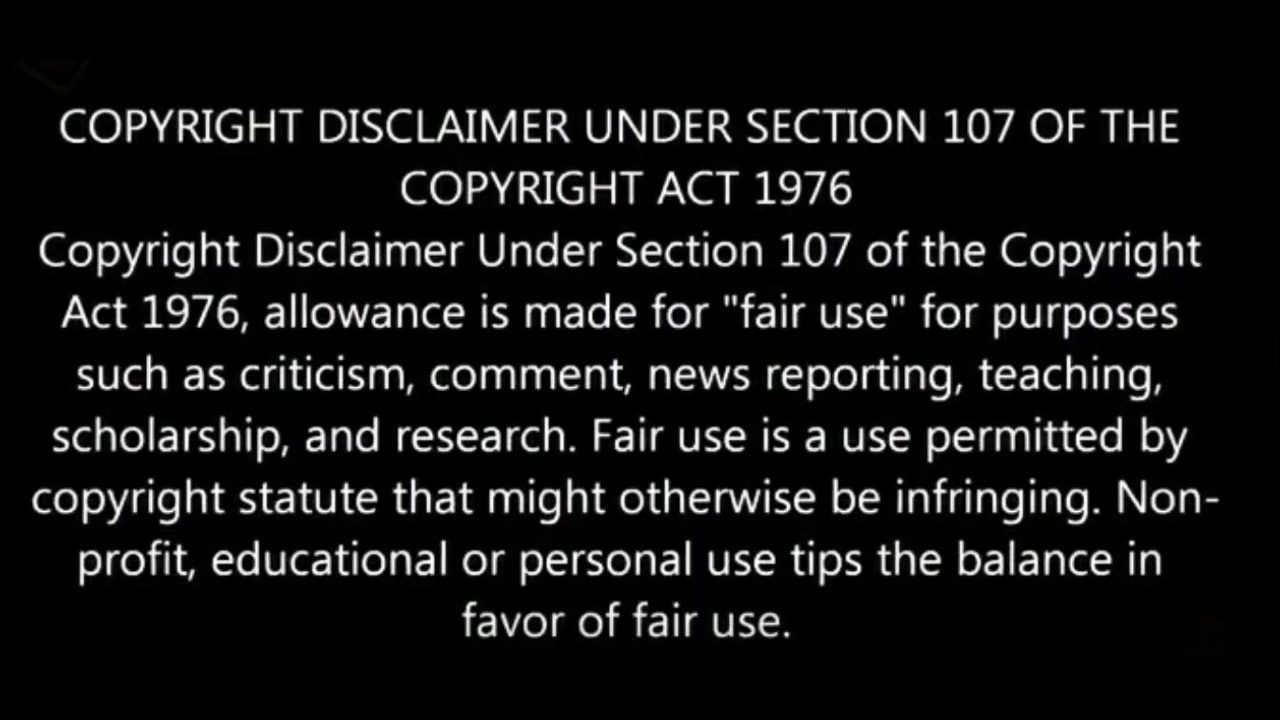 COPYRIGHT DISCLAIMER UNDER SECTION 107 OF THE
COPYRIGHT ACT 1976
Copyright Disclaimer Under Section 107 of the Copyright
Act 1976, allowance is made for "fair use" for purposes
such as criticism, comment, news reporting, teaching,
scholarship, and research. Fair use is a use permitted by
copyright statute that might otherwise be infringing. Non-
profit, educational or personal use tips the balance in
favor of fair use.